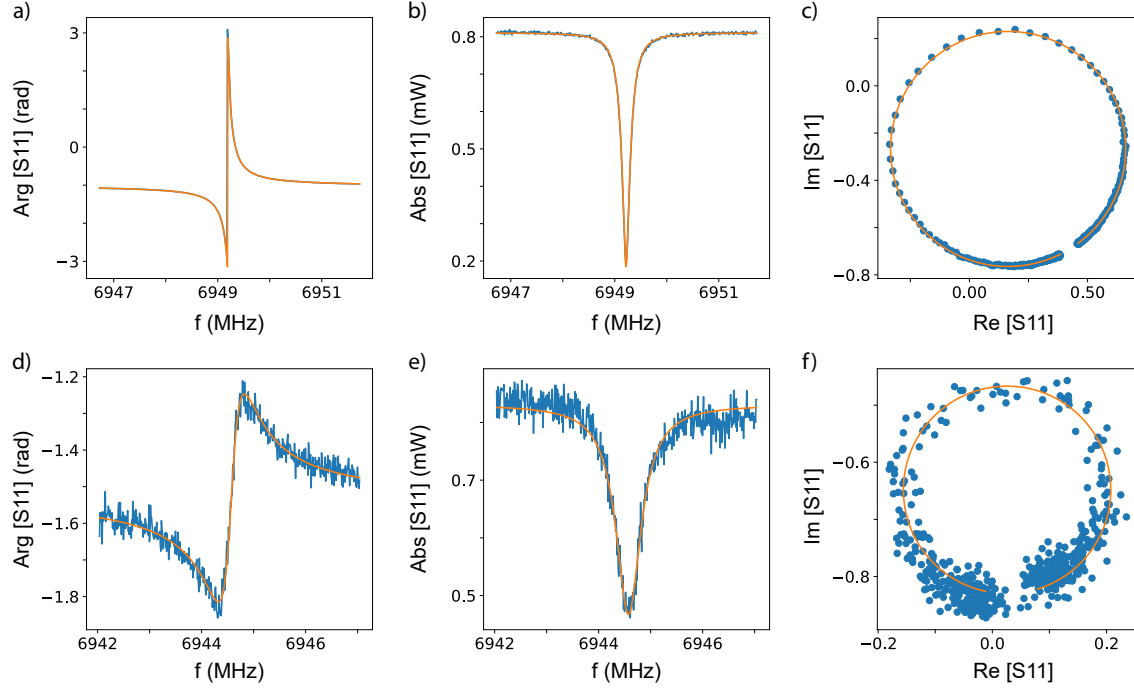 a)
3
0
−3
Arg [S11] (rad)
6947
6949
6951
f (MHz)
b)
0.8
0.5
0.2
Abs [S11] (mW)
6947
6949
6951
f (MHz)
c)
0.0
−0.4
−0.8
Im [S11]
0.00
0.50
Re [S11]
d)
−1.2
−1.4
−1.6
−1.8
Arg [S11] (rad)
6942
6944
6946
f (MHz)
e)
0.7
0.5
Abs [S11] (mW)
6942
6944
6946
f (MHz)
f)
−0.6
−0.8
Im [S11]
−0.2
0.0
0.2
Re [S11]